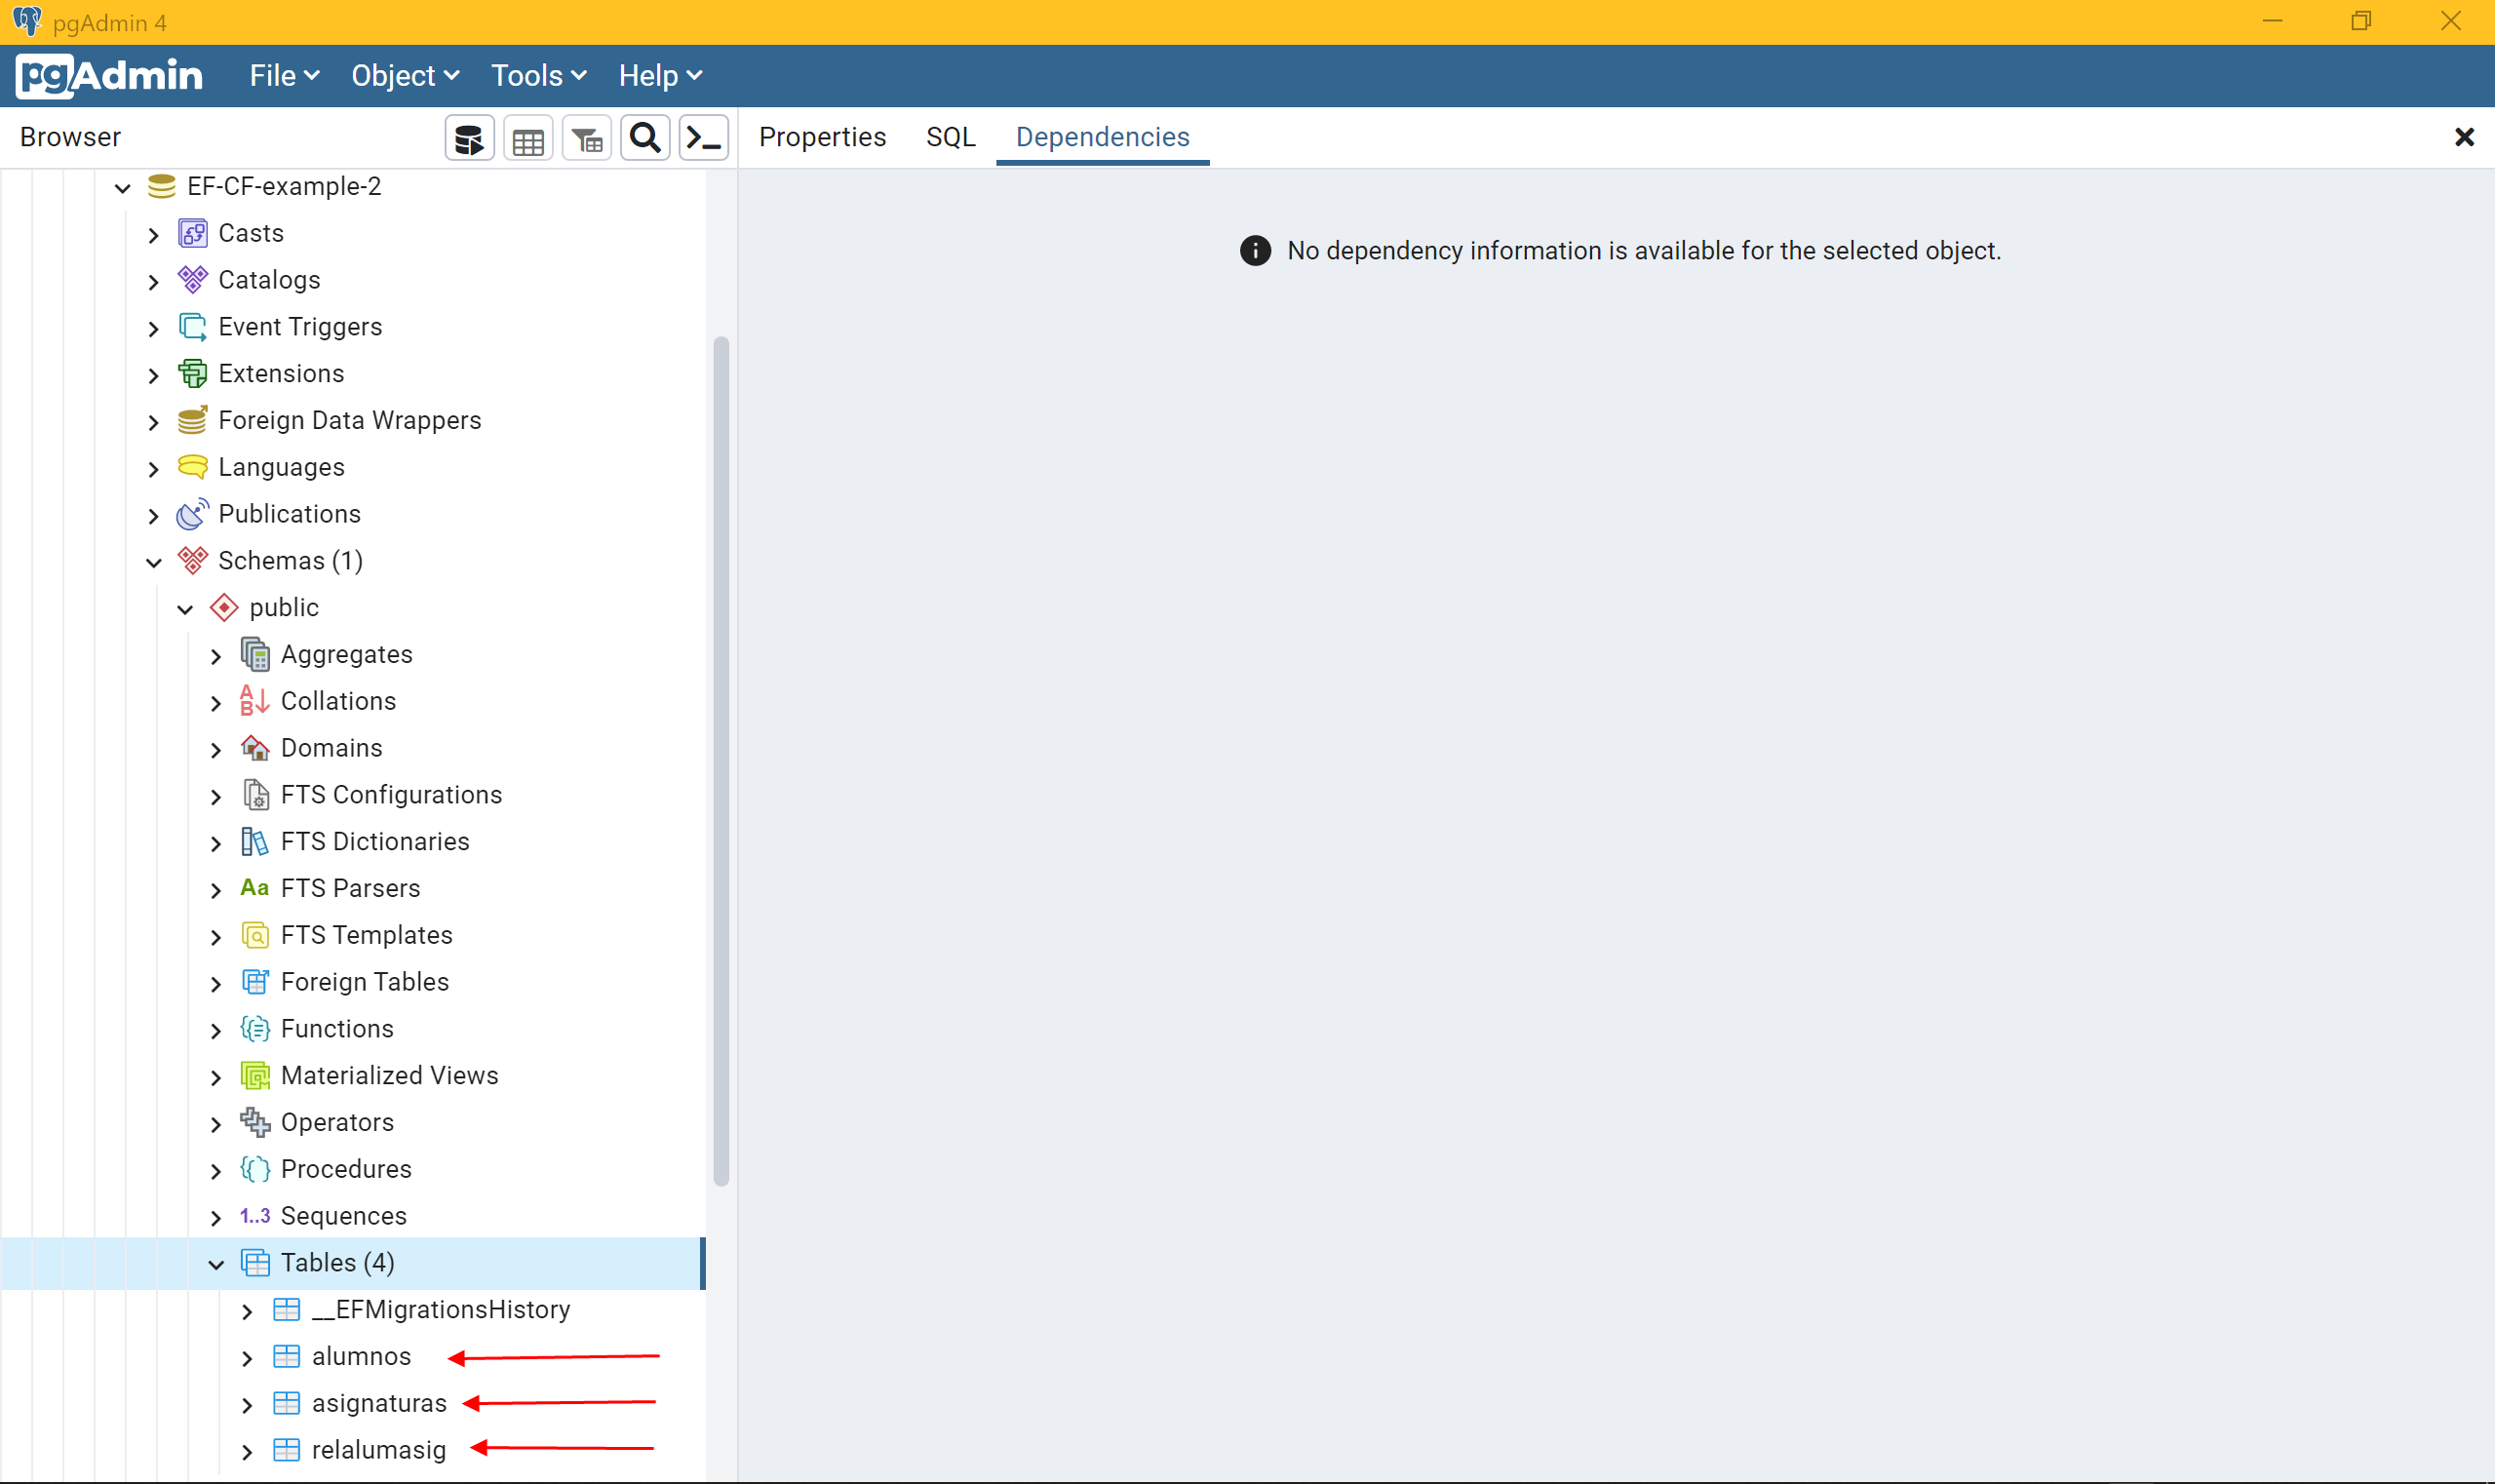 pgAdmin 4
pgAdmin File Object Tools Help
Browser Properties SQL Dependencies
No dependency information is available for the selected object.
EF-CF-example-2
Casts
Catalogs
Event Triggers
Extensions
Foreign Data Wrappers
Languages
Publications
Schemas (1)
public
Aggregates
Collations
Domains
FTS Configurations
FTS Dictionaries
Aa FTS Parsers
FTS Templates
Foreign Tables
Functions
Materialized Views
Operators
Procedures
1..3 Sequences
Tables (4)
__EFMigrationsHistory
alumnos
asignaturas
relalumasig